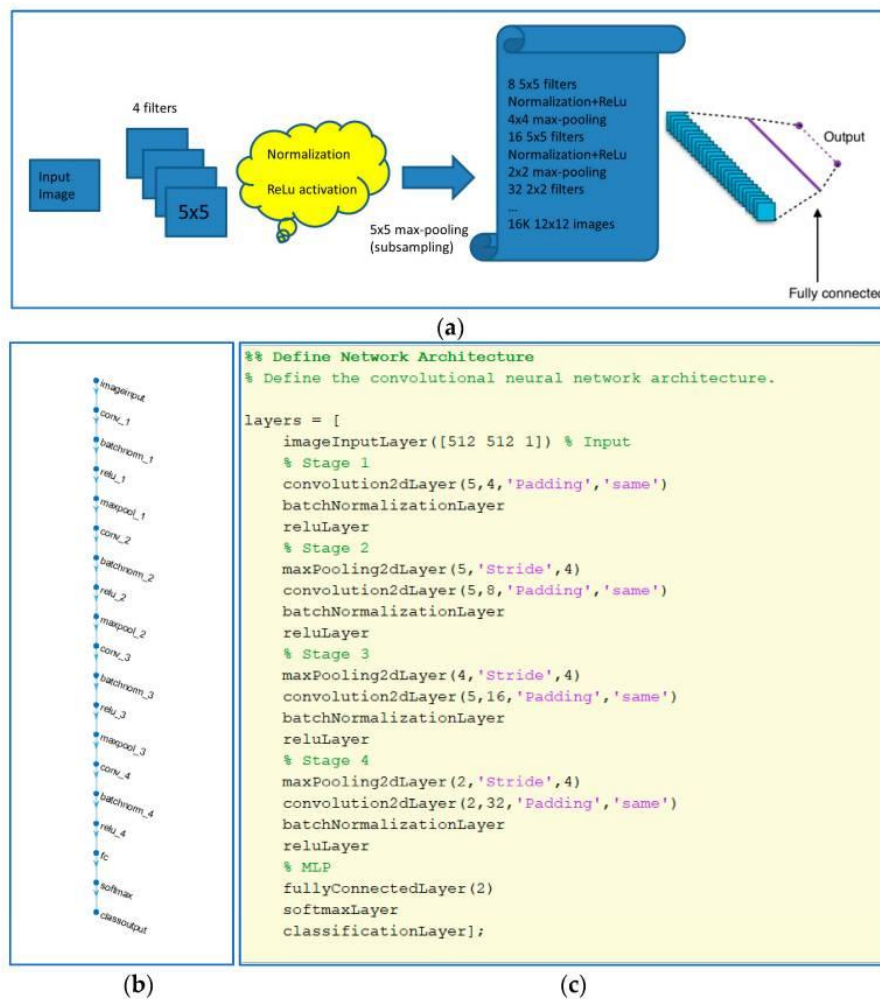 4 filters
Input
Image
5x5
Normalization
ReLu activation
5x5 max-pooling
(subsampling)
8 5x5 filters
Normalization+ReLu
4x4 max-pooling
16 5x5 filters
Normalization+ReLu
2x2 max-pooling
32 2x2 filters
...
16K 12x12 images
Output
Fully connected
(a)
imageinput
conv_1
batchnorm_1
relu_1
maxpool_1
conv_2
batchnorm_2
relu_2
maxpool_2
conv_3
batchnorm_3
relu_3
maxpool_3
conv_4
batchnorm_4
relu_4
fc
softmax
classoutput
(b)
%% Define Network Architecture
% Define the convolutional neural network architecture.
layers = [
imageInputLayer([512 512 1]) % Input
% Stage 1
convolution2dLayer(5,4,'Padding','same')
batchNormalizationLayer
reluLayer
% Stage 2
maxPooling2dLayer(5,'Stride',4)
convolution2dLayer(5,8,'Padding','same')
batchNormalizationLayer
reluLayer
% Stage 3
maxPooling2dLayer(4,'Stride',4)
convolution2dLayer(5,16,'Padding','same')
batchNormalizationLayer
reluLayer
% Stage 4
maxPooling2dLayer(2,'Stride',4)
convolution2dLayer(2,32,'Padding','same')
batchNormalizationLayer
reluLayer
% MLP
fullyConnectedLayer(2)
softmaxLayer
classificationLayer];
(c)